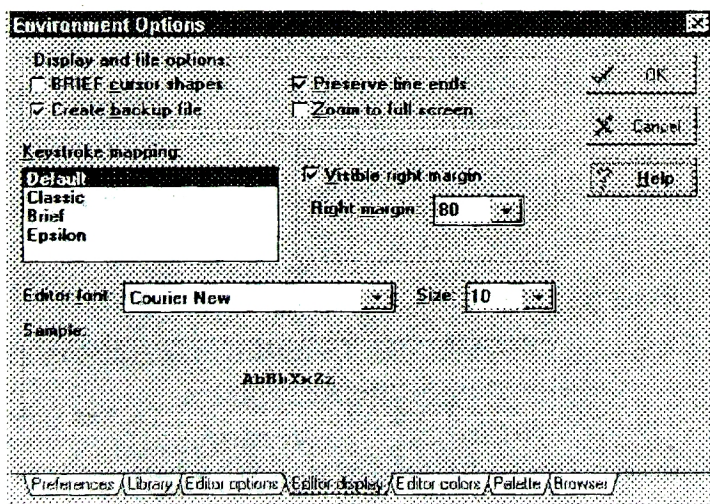 Environment Options
Display and file options:
BRIEF cursor shapes
Preserve line ends
Create backup file
Zoom to full screen
OK
Cancel
Help
Keystroke mapping:
Default
Classic
Brief
Epsilon
Visible right margin
Right margin: 80
Editor font: Courier New
Size: 10
Sample:
AbBbXxZz
Preferences Library Editor options Editor display Editor colors Palette Browser